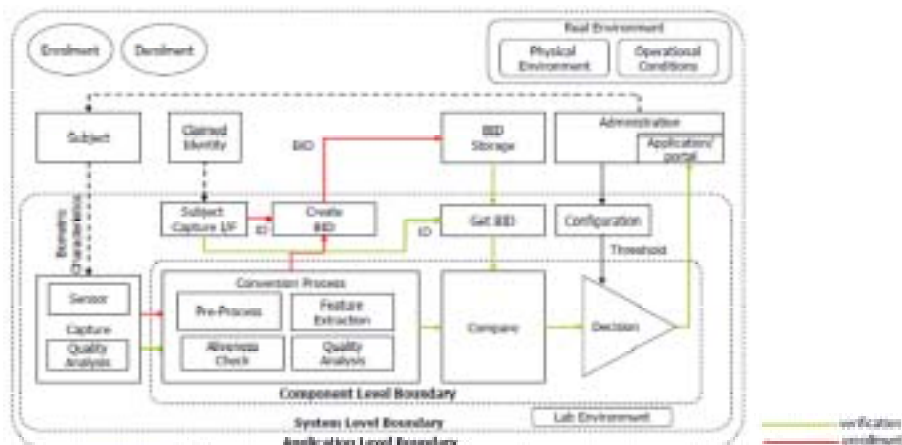 Enrolment
Derolment
Real Environment
Physical
Environment
Operational
Conditions
Subject
Claimed
Identity
BID
BID
Storage
Administration
Application/
portal
Biometric
Characteristics
Subject
Capture I/F
ID
Create
BID
ID
Get BID
Configuration
Threshold
Sensor
Capture
Quality
Analysis
Conversion Process
Pre-Process
Feature
Extraction
Aliveness
Check
Quality
Analysis
Compare
Decision
Component Level Boundary
System Level Boundary
Lab Environment
Application Level Boundary
verification
enrollment